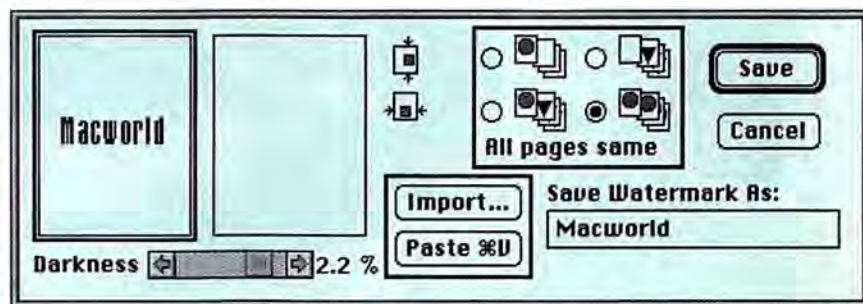 Macworld
Darkness 2.2 %
Import...
Paste ⌘V
All pages same
Save
Cancel
Save Watermark As:
Macworld